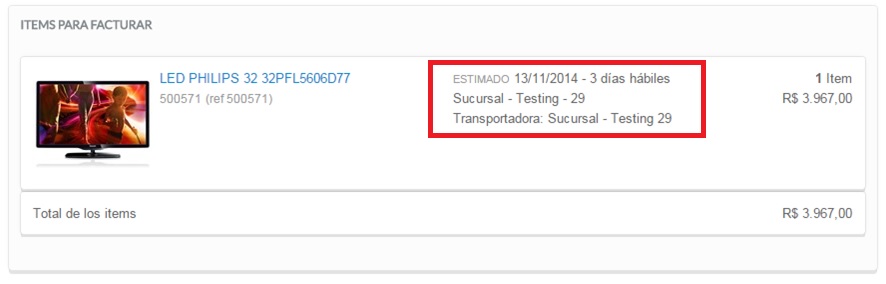 ITEMS PARA FACTURAR
LED PHILIPS 32 32PFL5606D77
500571 (ref 500571)
ESTIMADO 13/11/2014 - 3 días hábiles
Sucursal - Testing - 29
Transportadora: Sucursal - Testing 29
1 Item
R$ 3.967,00
Total de los items R$ 3.967,00